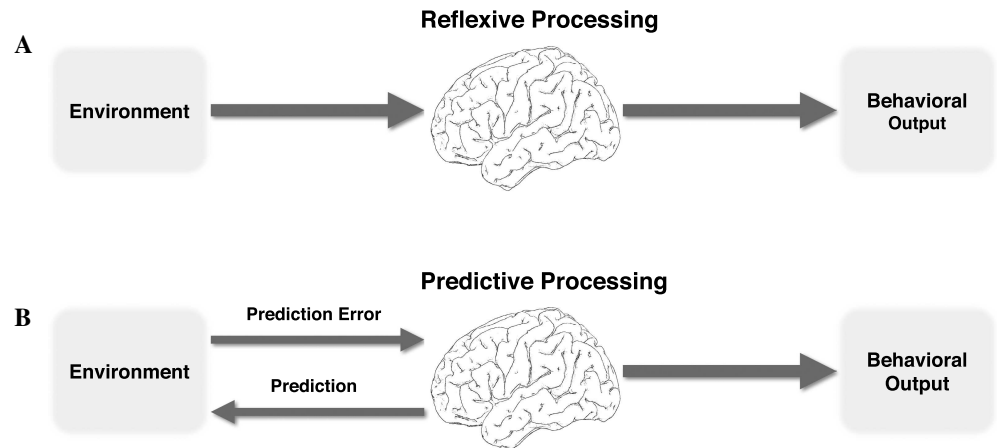 Reflexive Processing
A
Environment
Behavioral
Output
Predictive Processing
B
Prediction Error
Environment
Prediction
Behavioral
Output